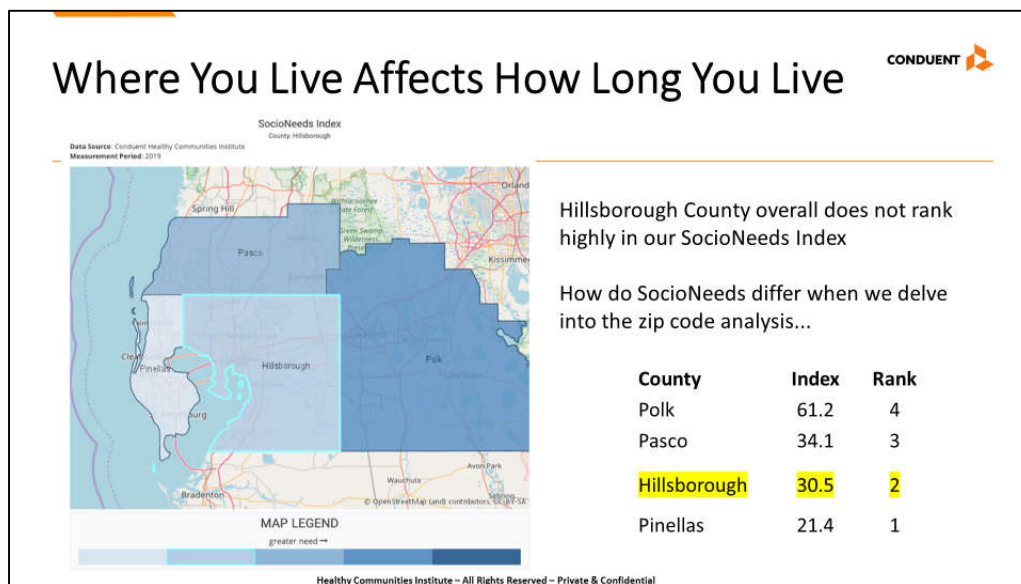 Where You Live Affects How Long You Live
CONDUENT
SocioNeeds Index
County: Hillsborough
Data Source: Conduent Healthy Communities Institute
Measurement Period: 2019
Spring Hill
Orland
Pasco
Kissimmee
Pinellas
Hillsborough
Polk
Bradenton
Wauchula
Avon Park
Sebring
© OpenStreetMap (and) contributors, CC-BY-SA
MAP LEGEND
greater need →
Hillsborough County overall does not rank
highly in our SocioNeeds Index
How do SocioNeeds differ when we delve
into the zip code analysis...
County Index Rank
Polk 61.2 4
Pasco 34.1 3
Hillsborough 30.5 2
Pinellas 21.4 1
Healthy Communities Institute – All Rights Reserved – Private & Confidential